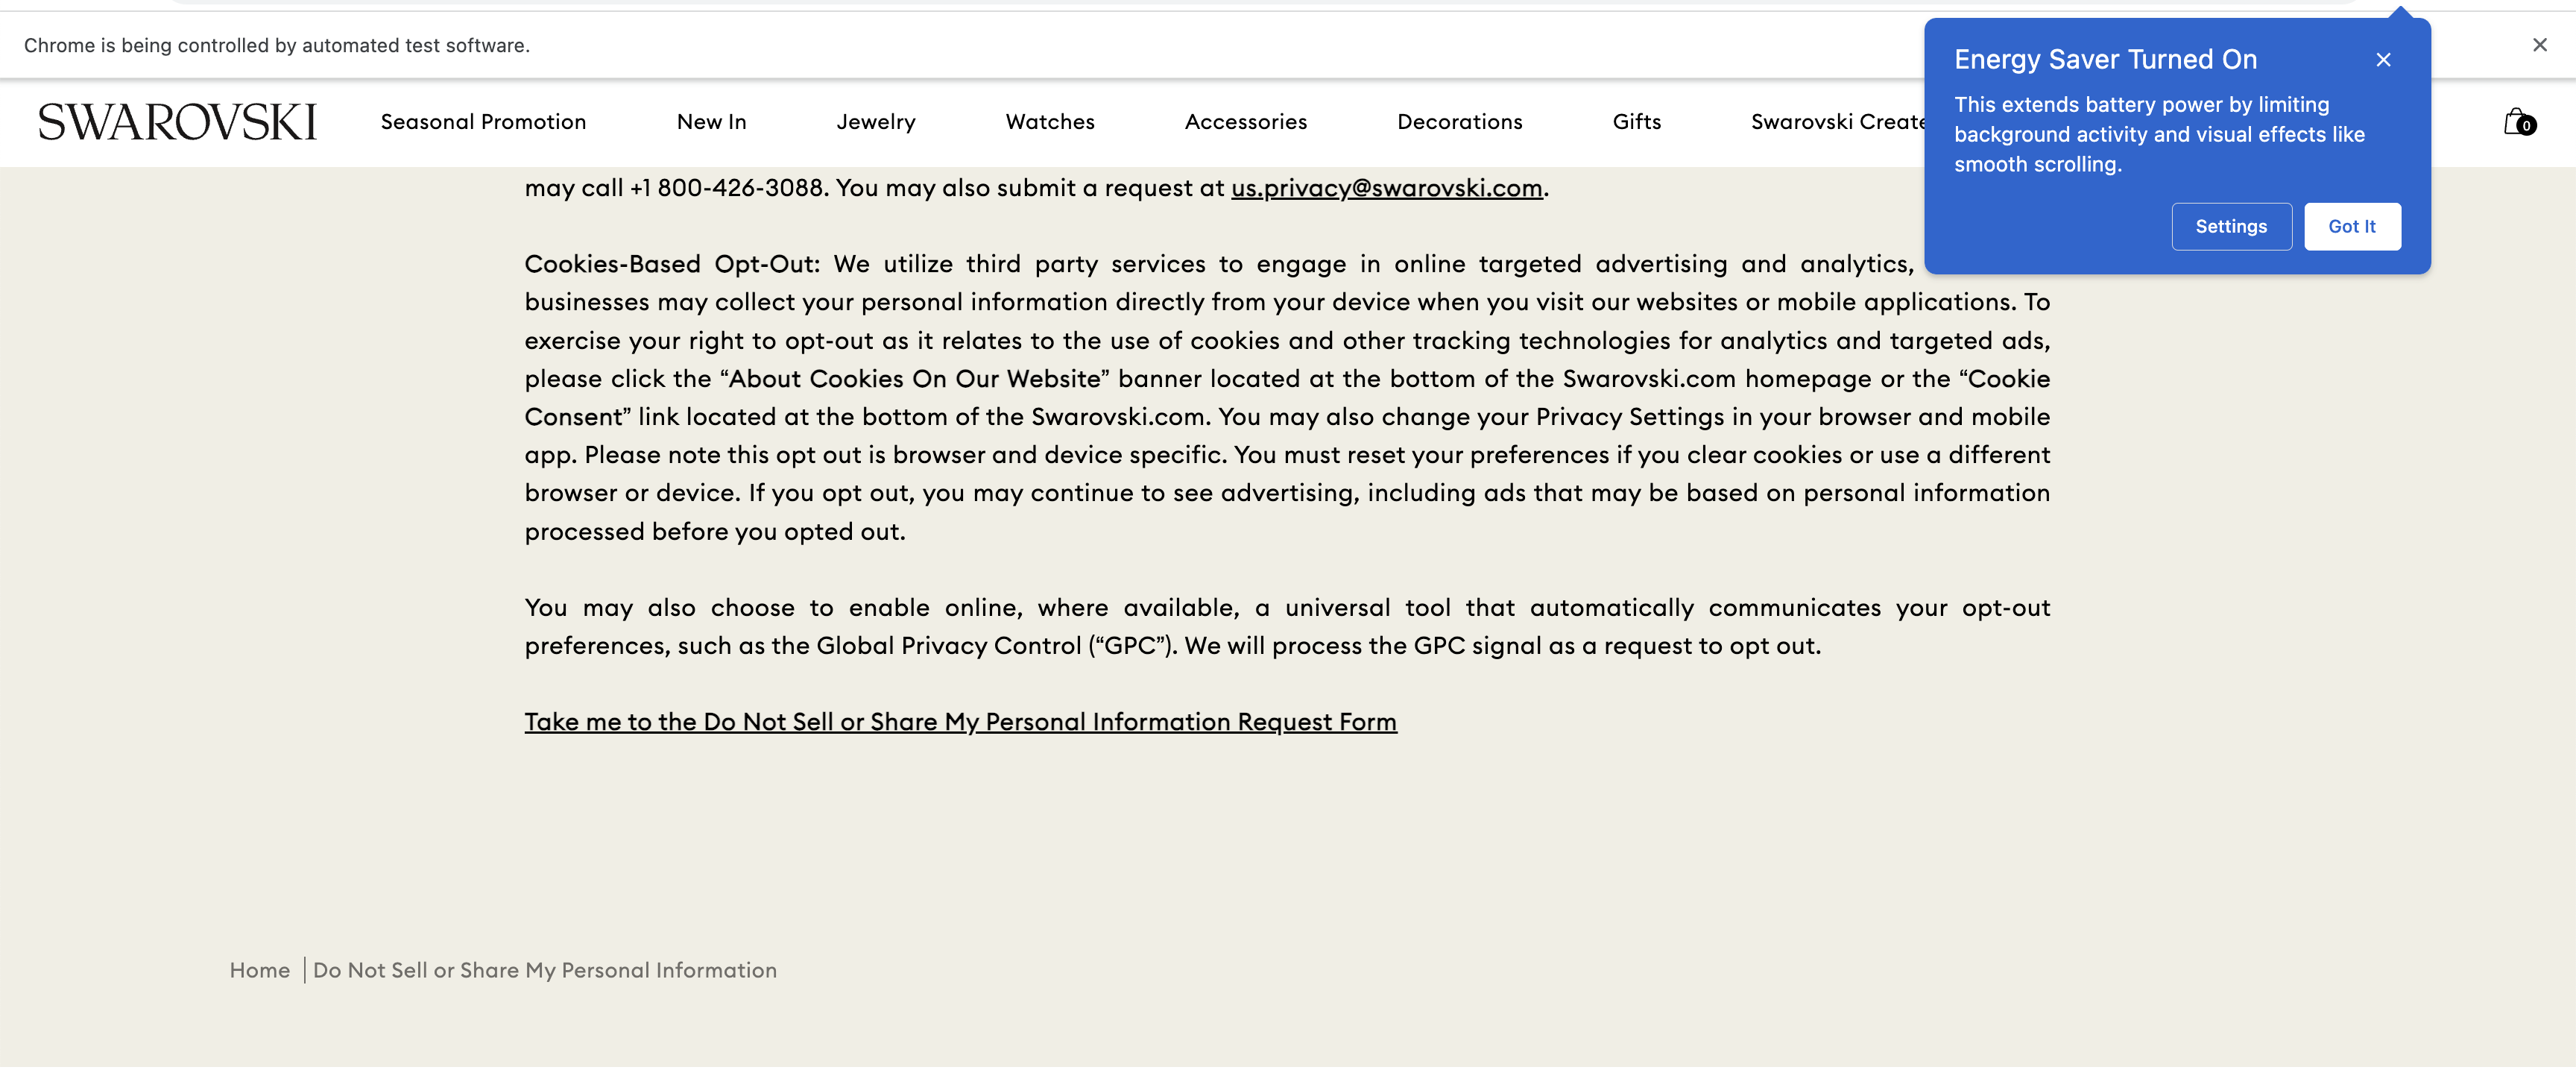 Chrome is being controlled by automated test software.
Energy Saver Turned On
This extends battery power by limiting
background activity and visual effects like
smooth scrolling.
Settings
Got It
SWAROVSKI
Seasonal Promotion
New In
Jewelry
Watches
Accessories
Decorations
Gifts
Swarovski Create
0
may call +1 800-426-3088. You may also submit a request at us.privacy@swarovski.com.
Cookies-Based Opt-Out: We utilize third party services to engage in online targeted advertising and analytics,
businesses may collect your personal information directly from your device when you visit our websites or mobile applications. To
exercise your right to opt-out as it relates to the use of cookies and other tracking technologies for analytics and targeted ads,
please click the “About Cookies On Our Website” banner located at the bottom of the Swarovski.com homepage or the “Cookie
Consent” link located at the bottom of the Swarovski.com. You may also change your Privacy Settings in your browser and mobile
app. Please note this opt out is browser and device specific. You must reset your preferences if you clear cookies or use a different
browser or device. If you opt out, you may continue to see advertising, including ads that may be based on personal information
processed before you opted out.
You may also choose to enable online, where available, a universal tool that automatically communicates your opt-out
preferences, such as the Global Privacy Control (“GPC”). We will process the GPC signal as a request to opt out.
Take me to the Do Not Sell or Share My Personal Information Request Form
Home | Do Not Sell or Share My Personal Information